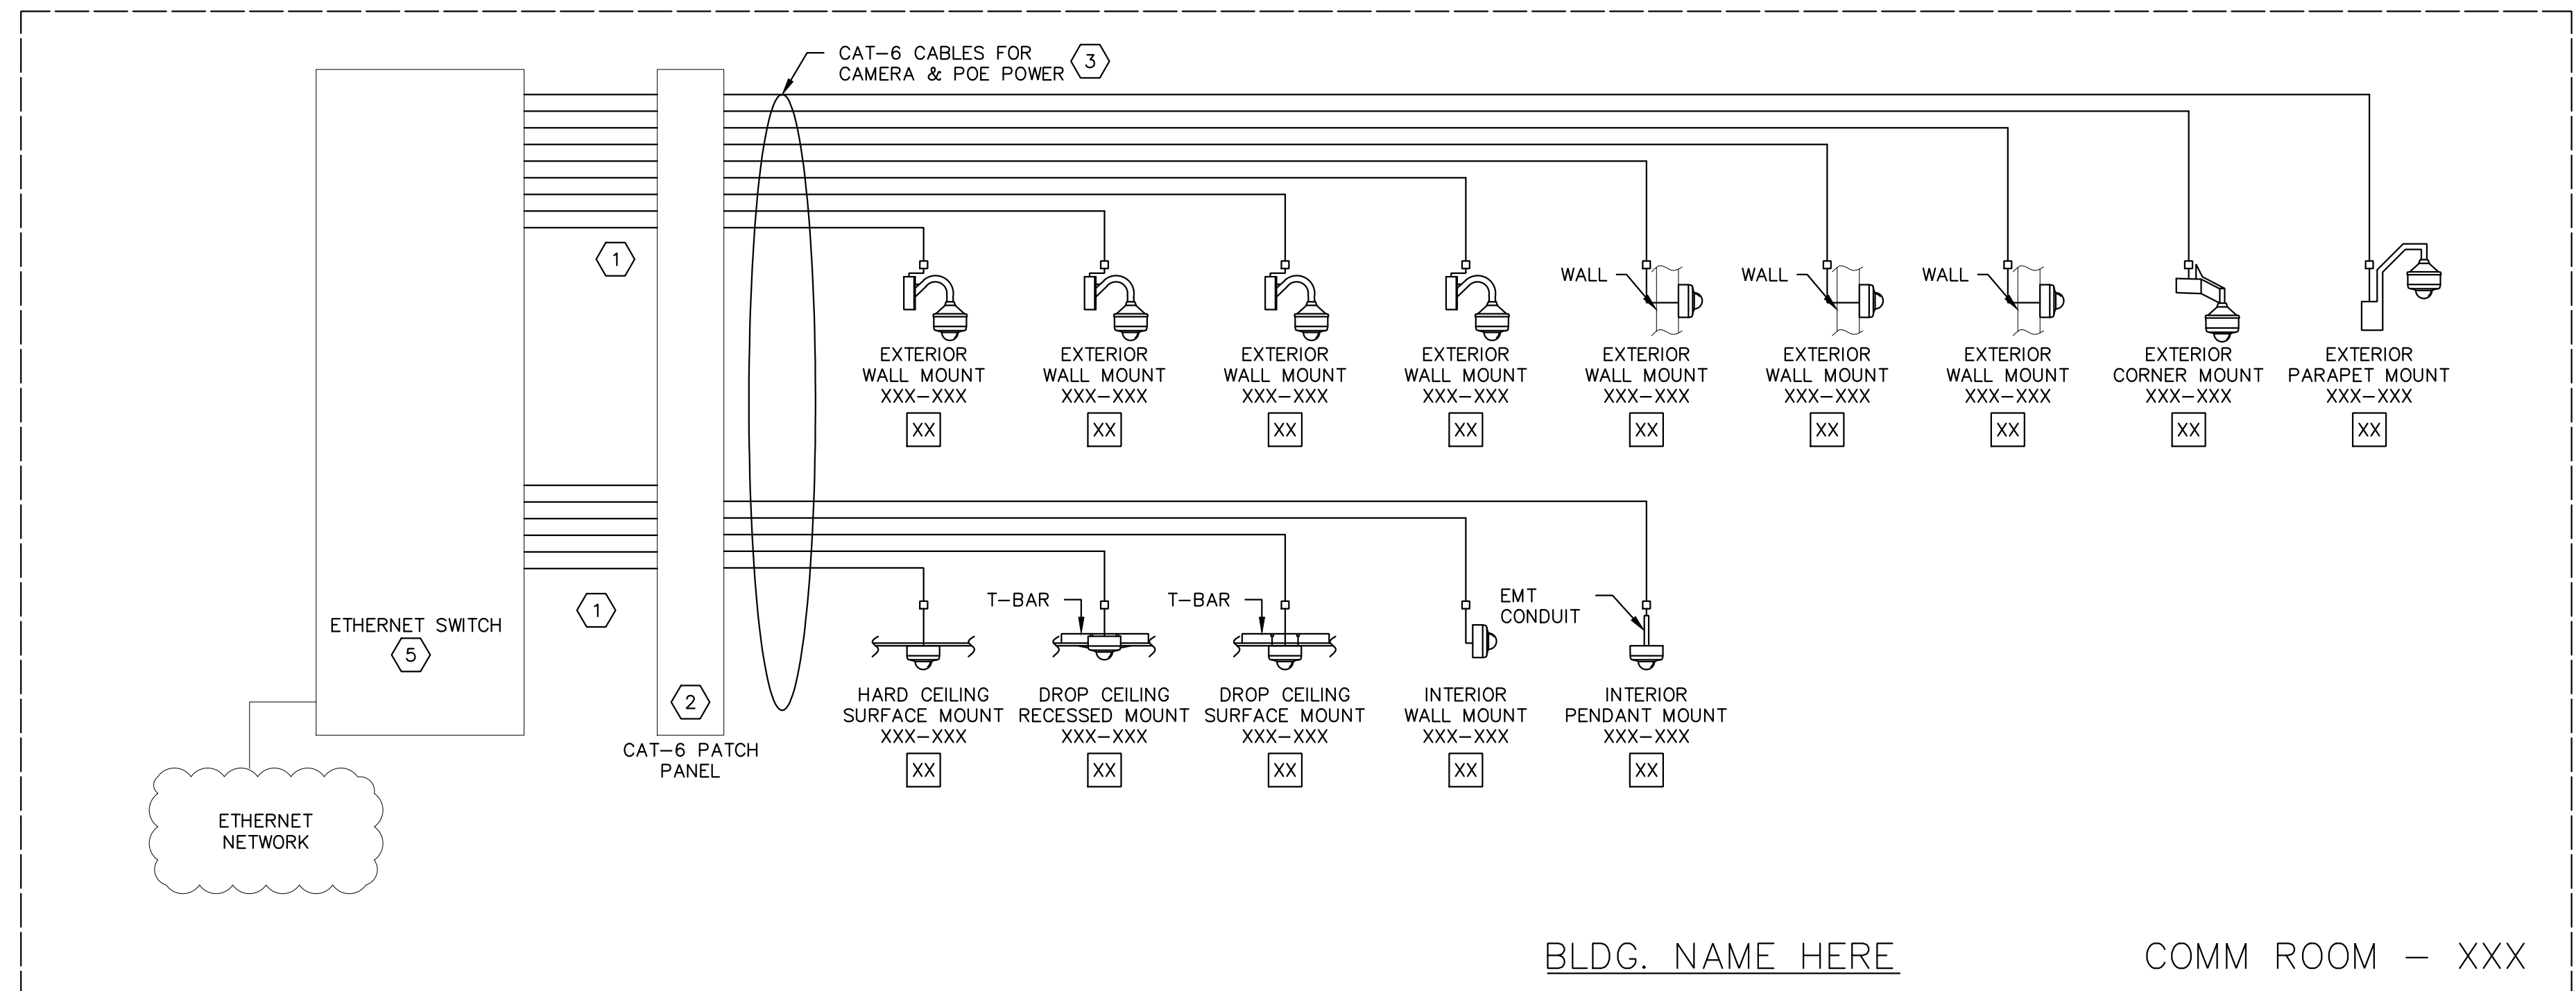 CAT-6 CABLES FOR
CAMERA & POE POWER
3
1
WALL
WALL
WALL
EXTERIOR
WALL MOUNT
XXX-XXX
XX
EXTERIOR
WALL MOUNT
XXX-XXX
XX
EXTERIOR
WALL MOUNT
XXX-XXX
XX
EXTERIOR
WALL MOUNT
XXX-XXX
XX
EXTERIOR
WALL MOUNT
XXX-XXX
XX
EXTERIOR
WALL MOUNT
XXX-XXX
XX
EXTERIOR
WALL MOUNT
XXX-XXX
XX
EXTERIOR
CORNER MOUNT
XXX-XXX
XX
EXTERIOR
PARAPET MOUNT
XXX-XXX
XX
ETHERNET SWITCH
5
1
2
CAT-6 PATCH
PANEL
T-BAR
T-BAR
EMT
CONDUIT
HARD CEILING
SURFACE MOUNT
XXX-XXX
XX
DROP CEILING
RECESSED MOUNT
XXX-XXX
XX
DROP CEILING
SURFACE MOUNT
XXX-XXX
XX
INTERIOR
WALL MOUNT
XXX-XXX
XX
INTERIOR
PENDANT MOUNT
XXX-XXX
XX
ETHERNET
NETWORK
BLDG. NAME HERE
COMM ROOM - XXX